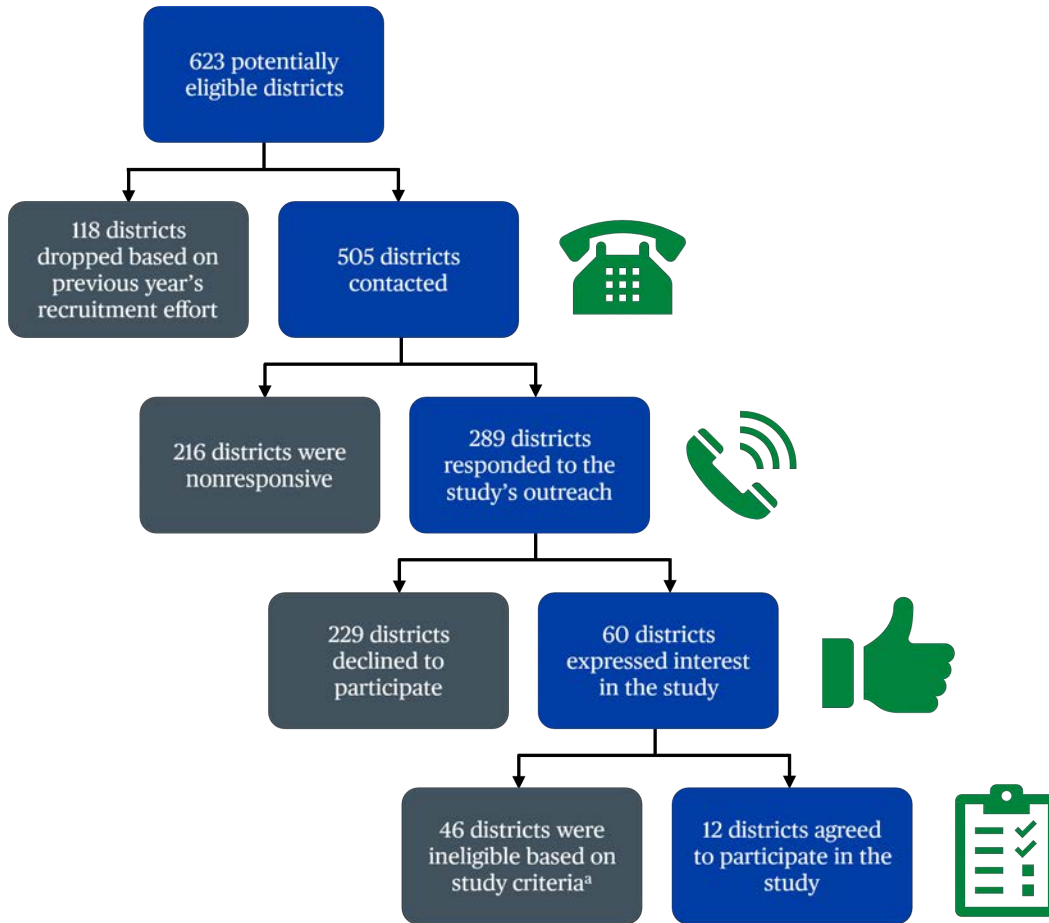 623 potentially
eligible districts
118 districts
dropped based on
previous year's
recruitment effort
505 districts
contacted
216 districts were
nonresponsive
289 districts
responded to the
study's outreach
229 districts
declined to
participate
60 districts
expressed interest
in the study
46 districts were
ineligible based on
study criteriaᵃ
12 districts agreed
to participate in the
study